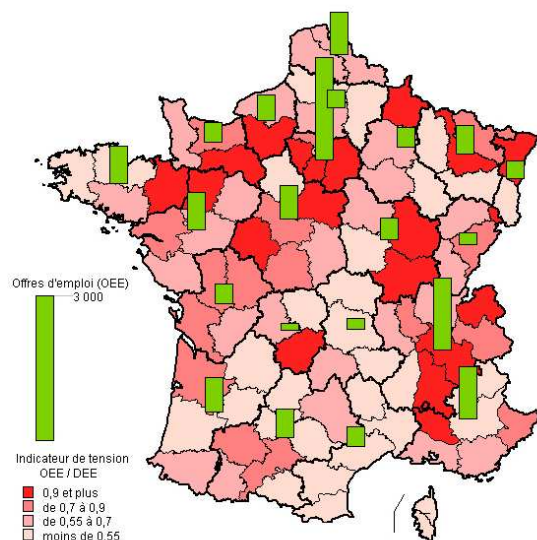 Offres d'emploi (OEE)
3 000
Indicateur de tension
OEE / DEE
0,9 et plus
de 0,7 à 0,9
de 0,55 à 0,7
moins de 0,55